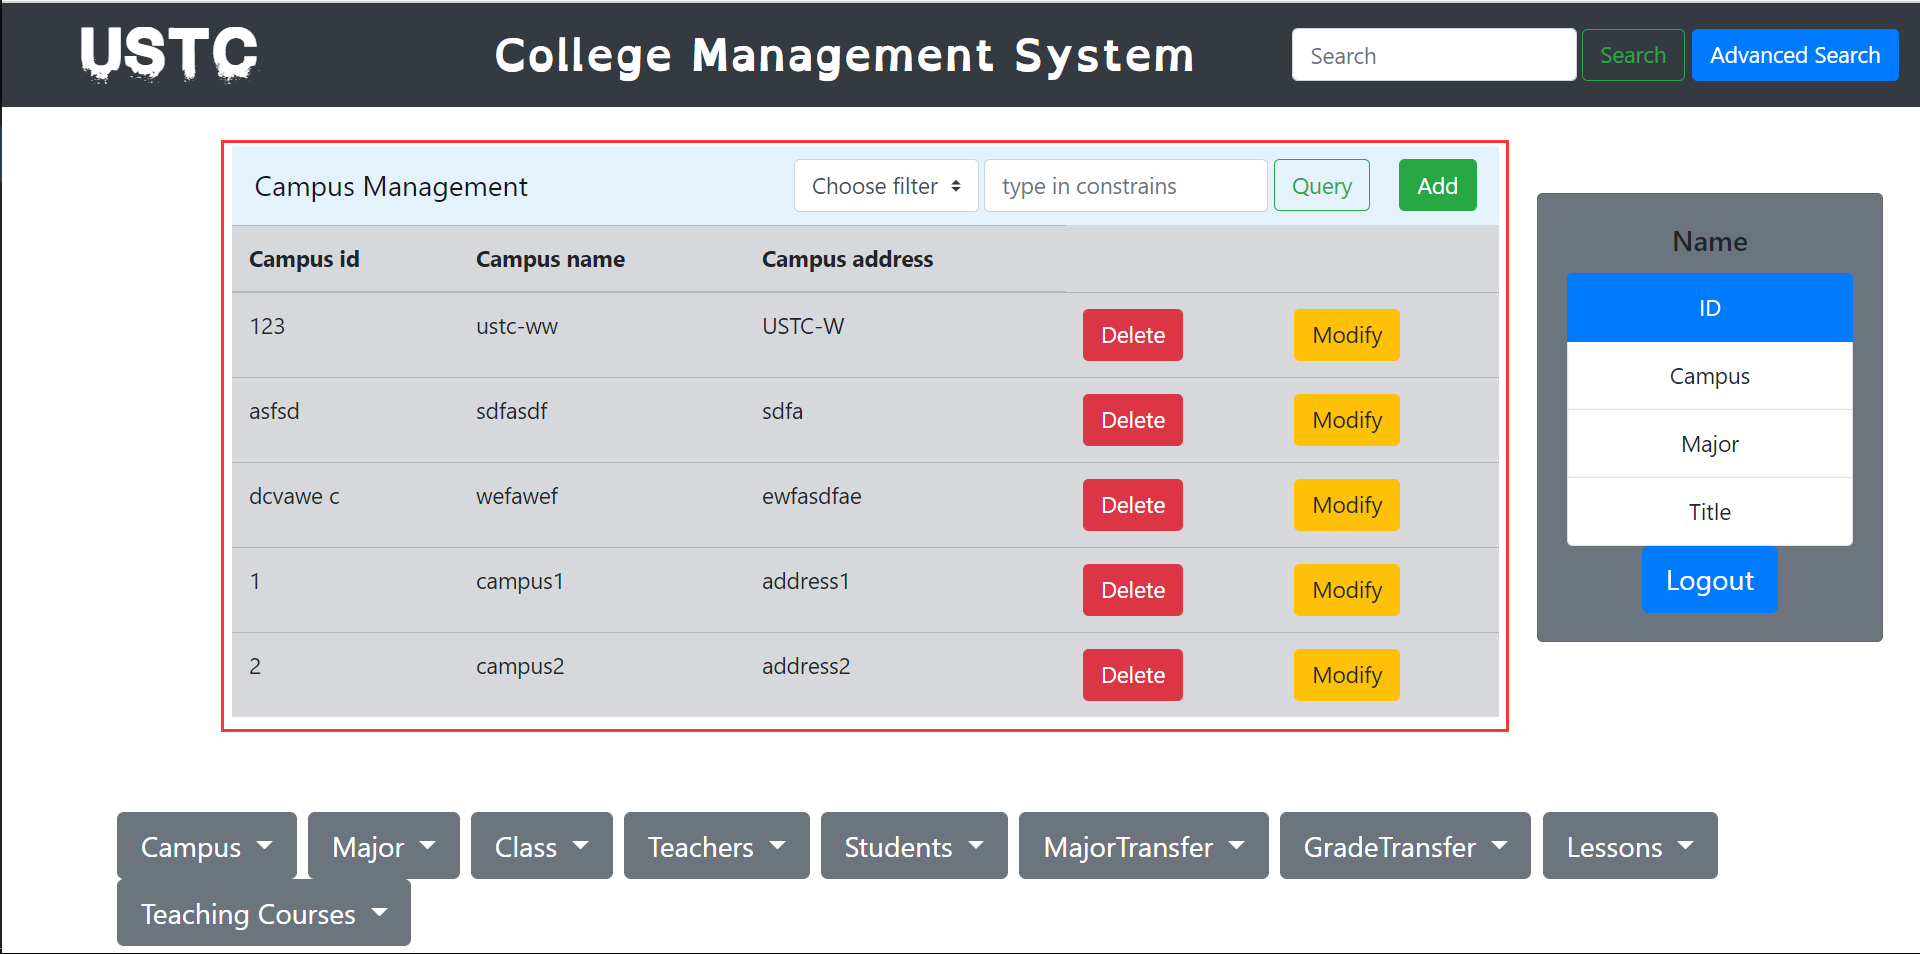 USTC College Management System Search Search Advanced Search
Campus Management Choose filter type in constrains Query Add
Campus id Campus name Campus address
123 ustc-ww USTC-W Delete Modify
asfsd sdfasdf sdfa Delete Modify
dcvawe c wefawef ewfasdfae Delete Modify
1 campus1 address1 Delete Modify
2 campus2 address2 Delete Modify
Name
ID
Campus
Major
Title
Logout
Campus Major Class Teachers Students MajorTransfer GradeTransfer Lessons
Teaching Courses